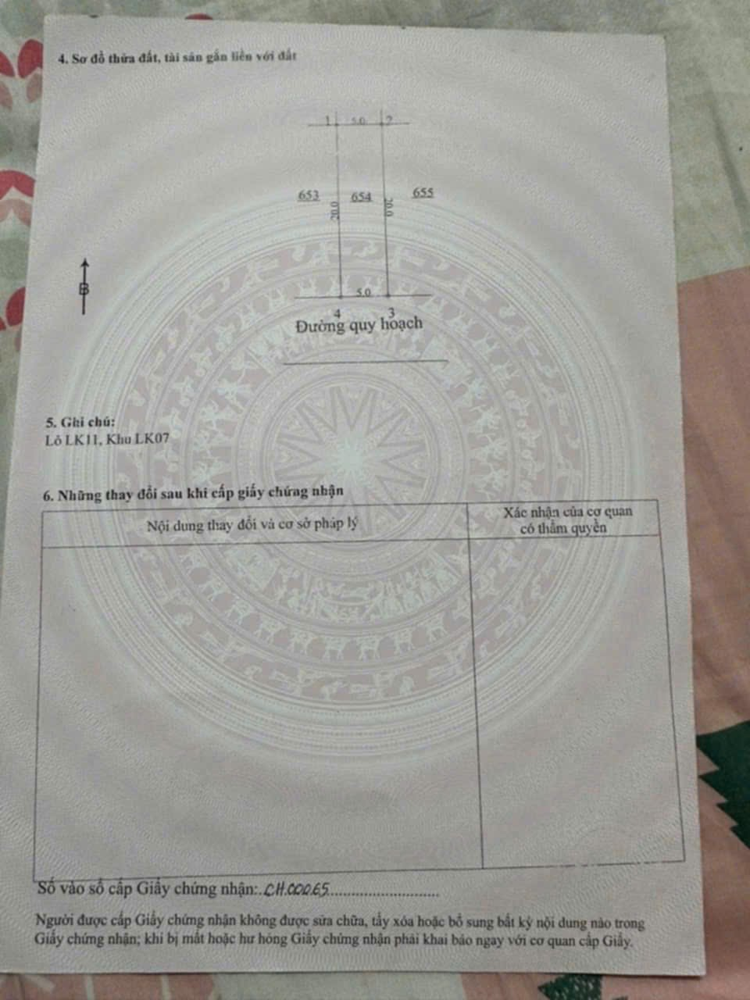 4. Sơ đồ thửa đất, tài sản gắn liền với đất
1 5.0 2
653 654 655
20.0 20.0
B
5.0
4 3
Đường quy hoạch
5. Ghi chú:
Lô LK11, Khu LK07
6. Những thay đổi sau khi cấp giấy chứng nhận
Nội dung thay đổi và cơ sở pháp lý
Xác nhận của cơ quan
có thẩm quyền
Số vào sổ cấp Giấy chứng nhận: CH.00065
Người được cấp Giấy chứng nhận không được sửa chữa, tẩy xóa hoặc bổ sung bất kỳ nội dung nào trong
Giấy chứng nhận; khi bị mất hoặc hư hỏng Giấy chứng nhận phải khai báo ngay với cơ quan cấp Giấy.